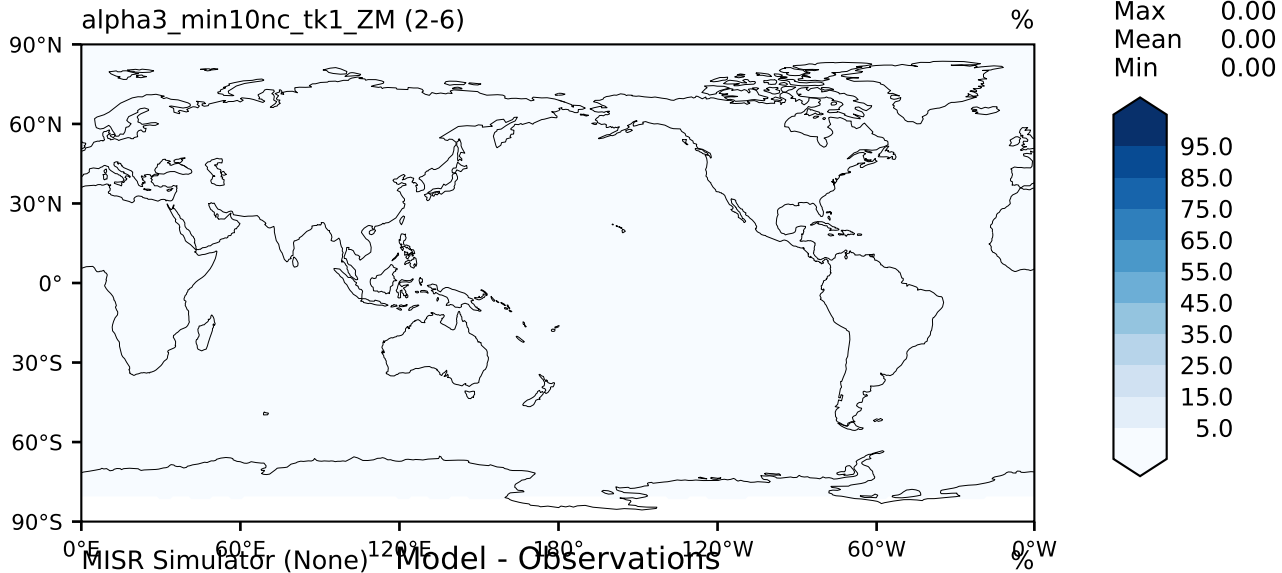 alpha3_min10nc_tk1_ZM (2-6) %
Max 0.00
Mean 0.00
Min 0.00
90°N
60°N
30°N
0°
30°S
60°S
90°S
0°E 60°E 120°E 180° 120°W 60°W 0°W
95.0
85.0
75.0
65.0
55.0
45.0
35.0
25.0
15.0
5.0
MISR Simulator (None) Model - Observations %